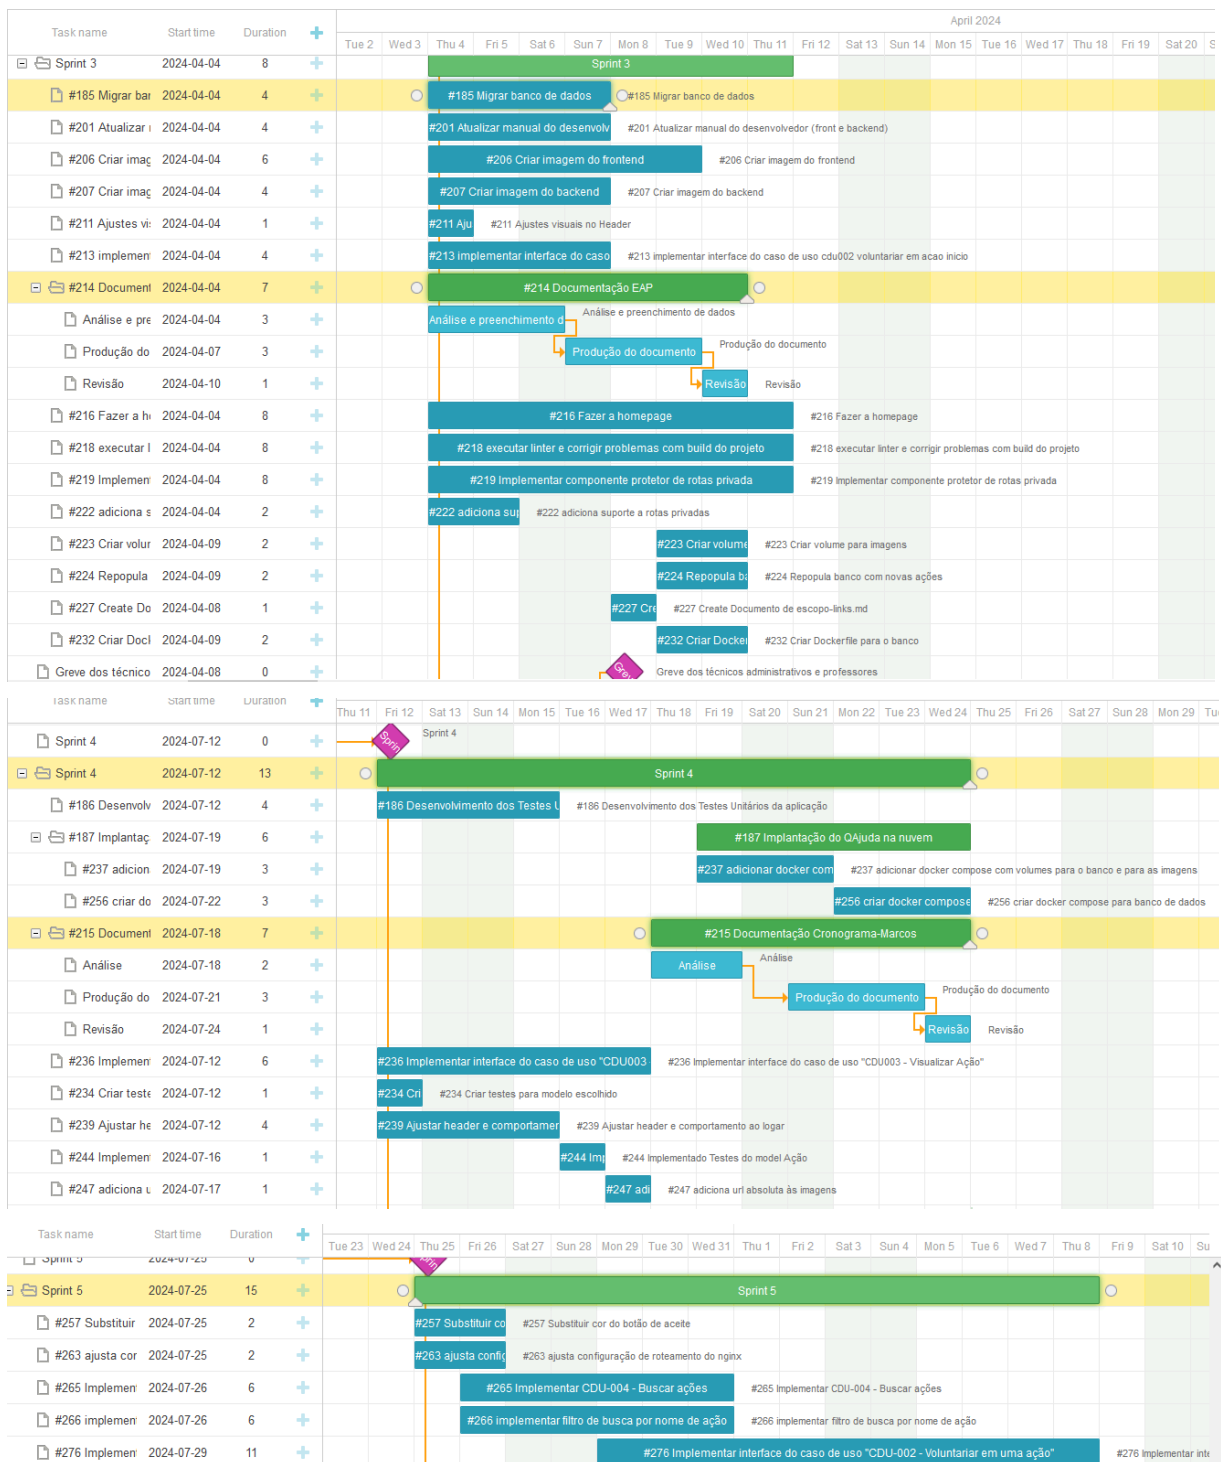 April 2024
Task name Start time Duration Tue 2 Wed 3 Thu 4 Fri 5 Sat 6 Sun 7 Mon 8 Tue 9 Wed 10 Thu 11 Fri 12 Sat 13 Sun 14 Mon 15 Tue 16 Wed 17 Thu 18 Fri 19 Sat 20 S
Sprint 3 2024-04-04 8 Sprint 3
#185 Migrar bar 2024-04-04 4 #185 Migrar banco de dados #185 Migrar banco de dados
#201 Atualizar 2024-04-04 4 #201 Atualizar manual do desenvolv #201 Atualizar manual do desenvolvedor (front e backend)
#206 Criar imag 2024-04-04 6 #206 Criar imagem do frontend #206 Criar imagem do frontend
#207 Criar imag 2024-04-04 4 #207 Criar imagem do backend #207 Criar imagem do backend
#211 Ajustes vi 2024-04-04 1 #211 Aju #211 Ajustes visuais no Header
#213 implemen 2024-04-04 4 #213 implementar interface do caso #213 implementar interface do caso de uso cdu002 voluntariar em acao inicio
#214 Document 2024-04-04 7 #214 Documentação EAP
Análise e pre 2024-04-04 3 Análise e preenchimento d Análise e preenchimento de dados
Produção do 2024-04-07 3 Produção do documento Produção do documento
Revisão 2024-04-10 1 Revisão Revisão
#216 Fazer a h 2024-04-04 8 #216 Fazer a homepage #216 Fazer a homepage
#218 executar l 2024-04-04 8 #218 executar linter e corrigir problemas com build do projeto #218 executar linter e corrigir problemas com build do projeto
#219 Implemen 2024-04-04 8 #219 Implementar componente protetor de rotas privada #219 Implementar componente protetor de rotas privada
#222 adiciona s 2024-04-04 2 #222 adiciona sup #222 adiciona suporte a rotas privadas
#223 Criar volur 2024-04-09 2 #223 Criar volume #223 Criar volume para imagens
#224 Repopula 2024-04-09 2 #224 Repopula ba #224 Repopula banco com novas ações
#227 Create Do 2024-04-08 1 #227 Cre #227 Create Documento de escopo-links.md
#232 Criar Docl 2024-04-09 2 #232 Criar Docker #232 Criar Dockerfile para o banco
Greve dos técnico 2024-04-08 0 Gre Greve dos técnicos administrativos e professores
Task name Start time Duration Thu 11 Fri 12 Sat 13 Sun 14 Mon 15 Tue 16 Wed 17 Thu 18 Fri 19 Sat 20 Sun 21 Mon 22 Tue 23 Wed 24 Thu 25 Fri 26 Sat 27 Sun 28 Mon 29 Tu
Sprint 4 2024-07-12 0 Sprin Sprint 4
Sprint 4 2024-07-12 13 Sprint 4
#186 Desenvolv 2024-07-12 4 #186 Desenvolvimento dos Testes U #186 Desenvolvimento dos Testes Unitários da aplicação
#187 Implantaç 2024-07-19 6 #187 Implantação do QAjuda na nuvem
#237 adicion 2024-07-19 3 #237 adicionar docker com #237 adicionar docker compose com volumes para o banco e para as imagens
#256 criar do 2024-07-22 3 #256 criar docker compose #256 criar docker compose para banco de dados
#215 Document 2024-07-18 7 #215 Documentação Cronograma-Marcos
Análise 2024-07-18 2 Análise Análise
Produção do 2024-07-21 3 Produção do documento Produção do documento
Revisão 2024-07-24 1 Revisão Revisão
#236 Implemen 2024-07-12 6 #236 Implementar interface do caso de uso "CDU003 #236 Implementar interface do caso de uso "CDU003 - Visualizar Ação"
#234 Criar teste 2024-07-12 1 #234 Cri #234 Criar testes para modelo escolhido
#239 Ajustar he 2024-07-12 4 #239 Ajustar header e comportamer #239 Ajustar header e comportamento ao logar
#244 Implemen 2024-07-16 1 #244 Imp #244 Implementado Testes do model Ação
#247 adiciona u 2024-07-17 1 #247 adi #247 adiciona url absoluta às imagens
Task name Start time Duration Tue 23 Wed 24 Thu 25 Fri 26 Sat 27 Sun 28 Mon 29 Tue 30 Wed 31 Thu 1 Fri 2 Sat 3 Sun 4 Mon 5 Tue 6 Wed 7 Thu 8 Fri 9 Sat 10 Su
Sprint 5 2024-07-25 0
Sprint 5 2024-07-25 15 Sprint 5
#257 Substituir 2024-07-25 2 #257 Substituir co #257 Substituir cor do botão de aceite
#263 ajusta cor 2024-07-25 2 #263 ajusta config #263 ajusta configuração de roteamento do nginx
#265 Implemen 2024-07-26 6 #265 Implementar CDU-004 - Buscar ações #265 Implementar CDU-004 - Buscar ações
#266 implemen 2024-07-26 6 #266 implementar filtro de busca por nome de ação #266 implementar filtro de busca por nome de ação
#276 Implemen 2024-07-29 11 #276 Implementar interface do caso de uso "CDU-002 - Voluntariar em uma ação" #276 Implementar inte